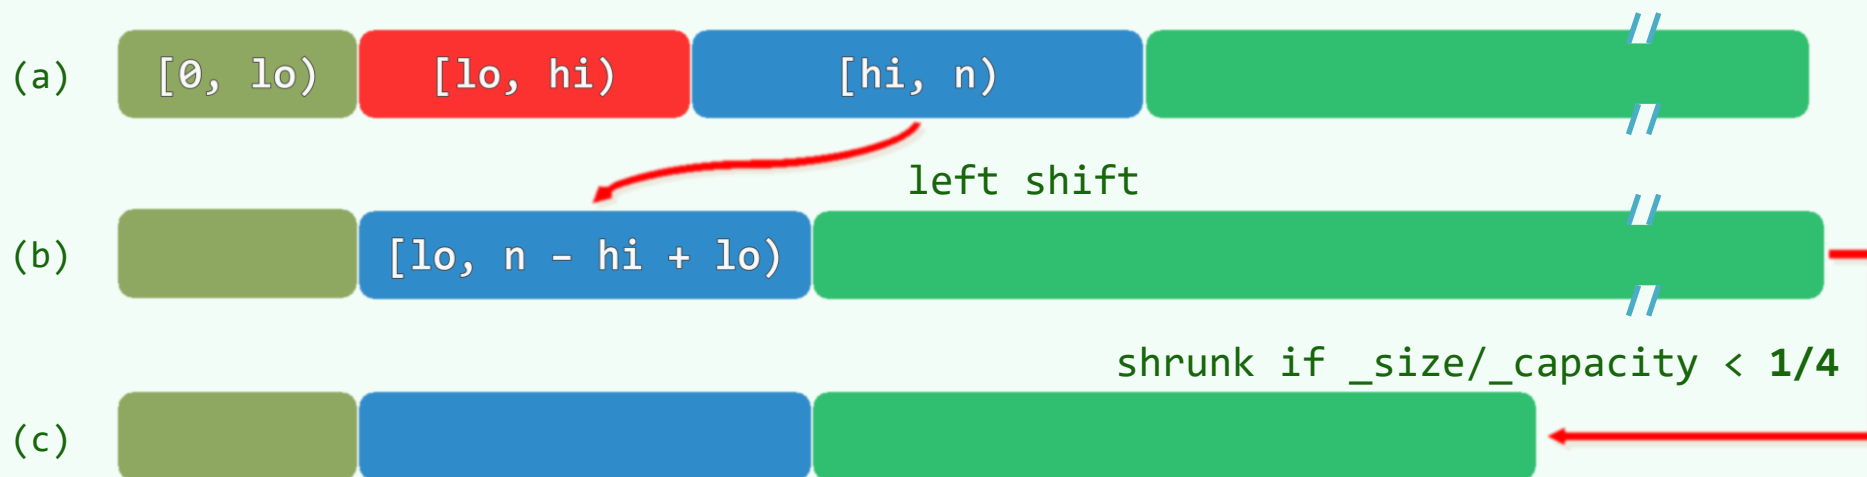 (a) [0, lo) [lo, hi) [hi, n)
left shift
(b) [lo, n – hi + lo)
shrunk if _size/_capacity < 1/4
(c)